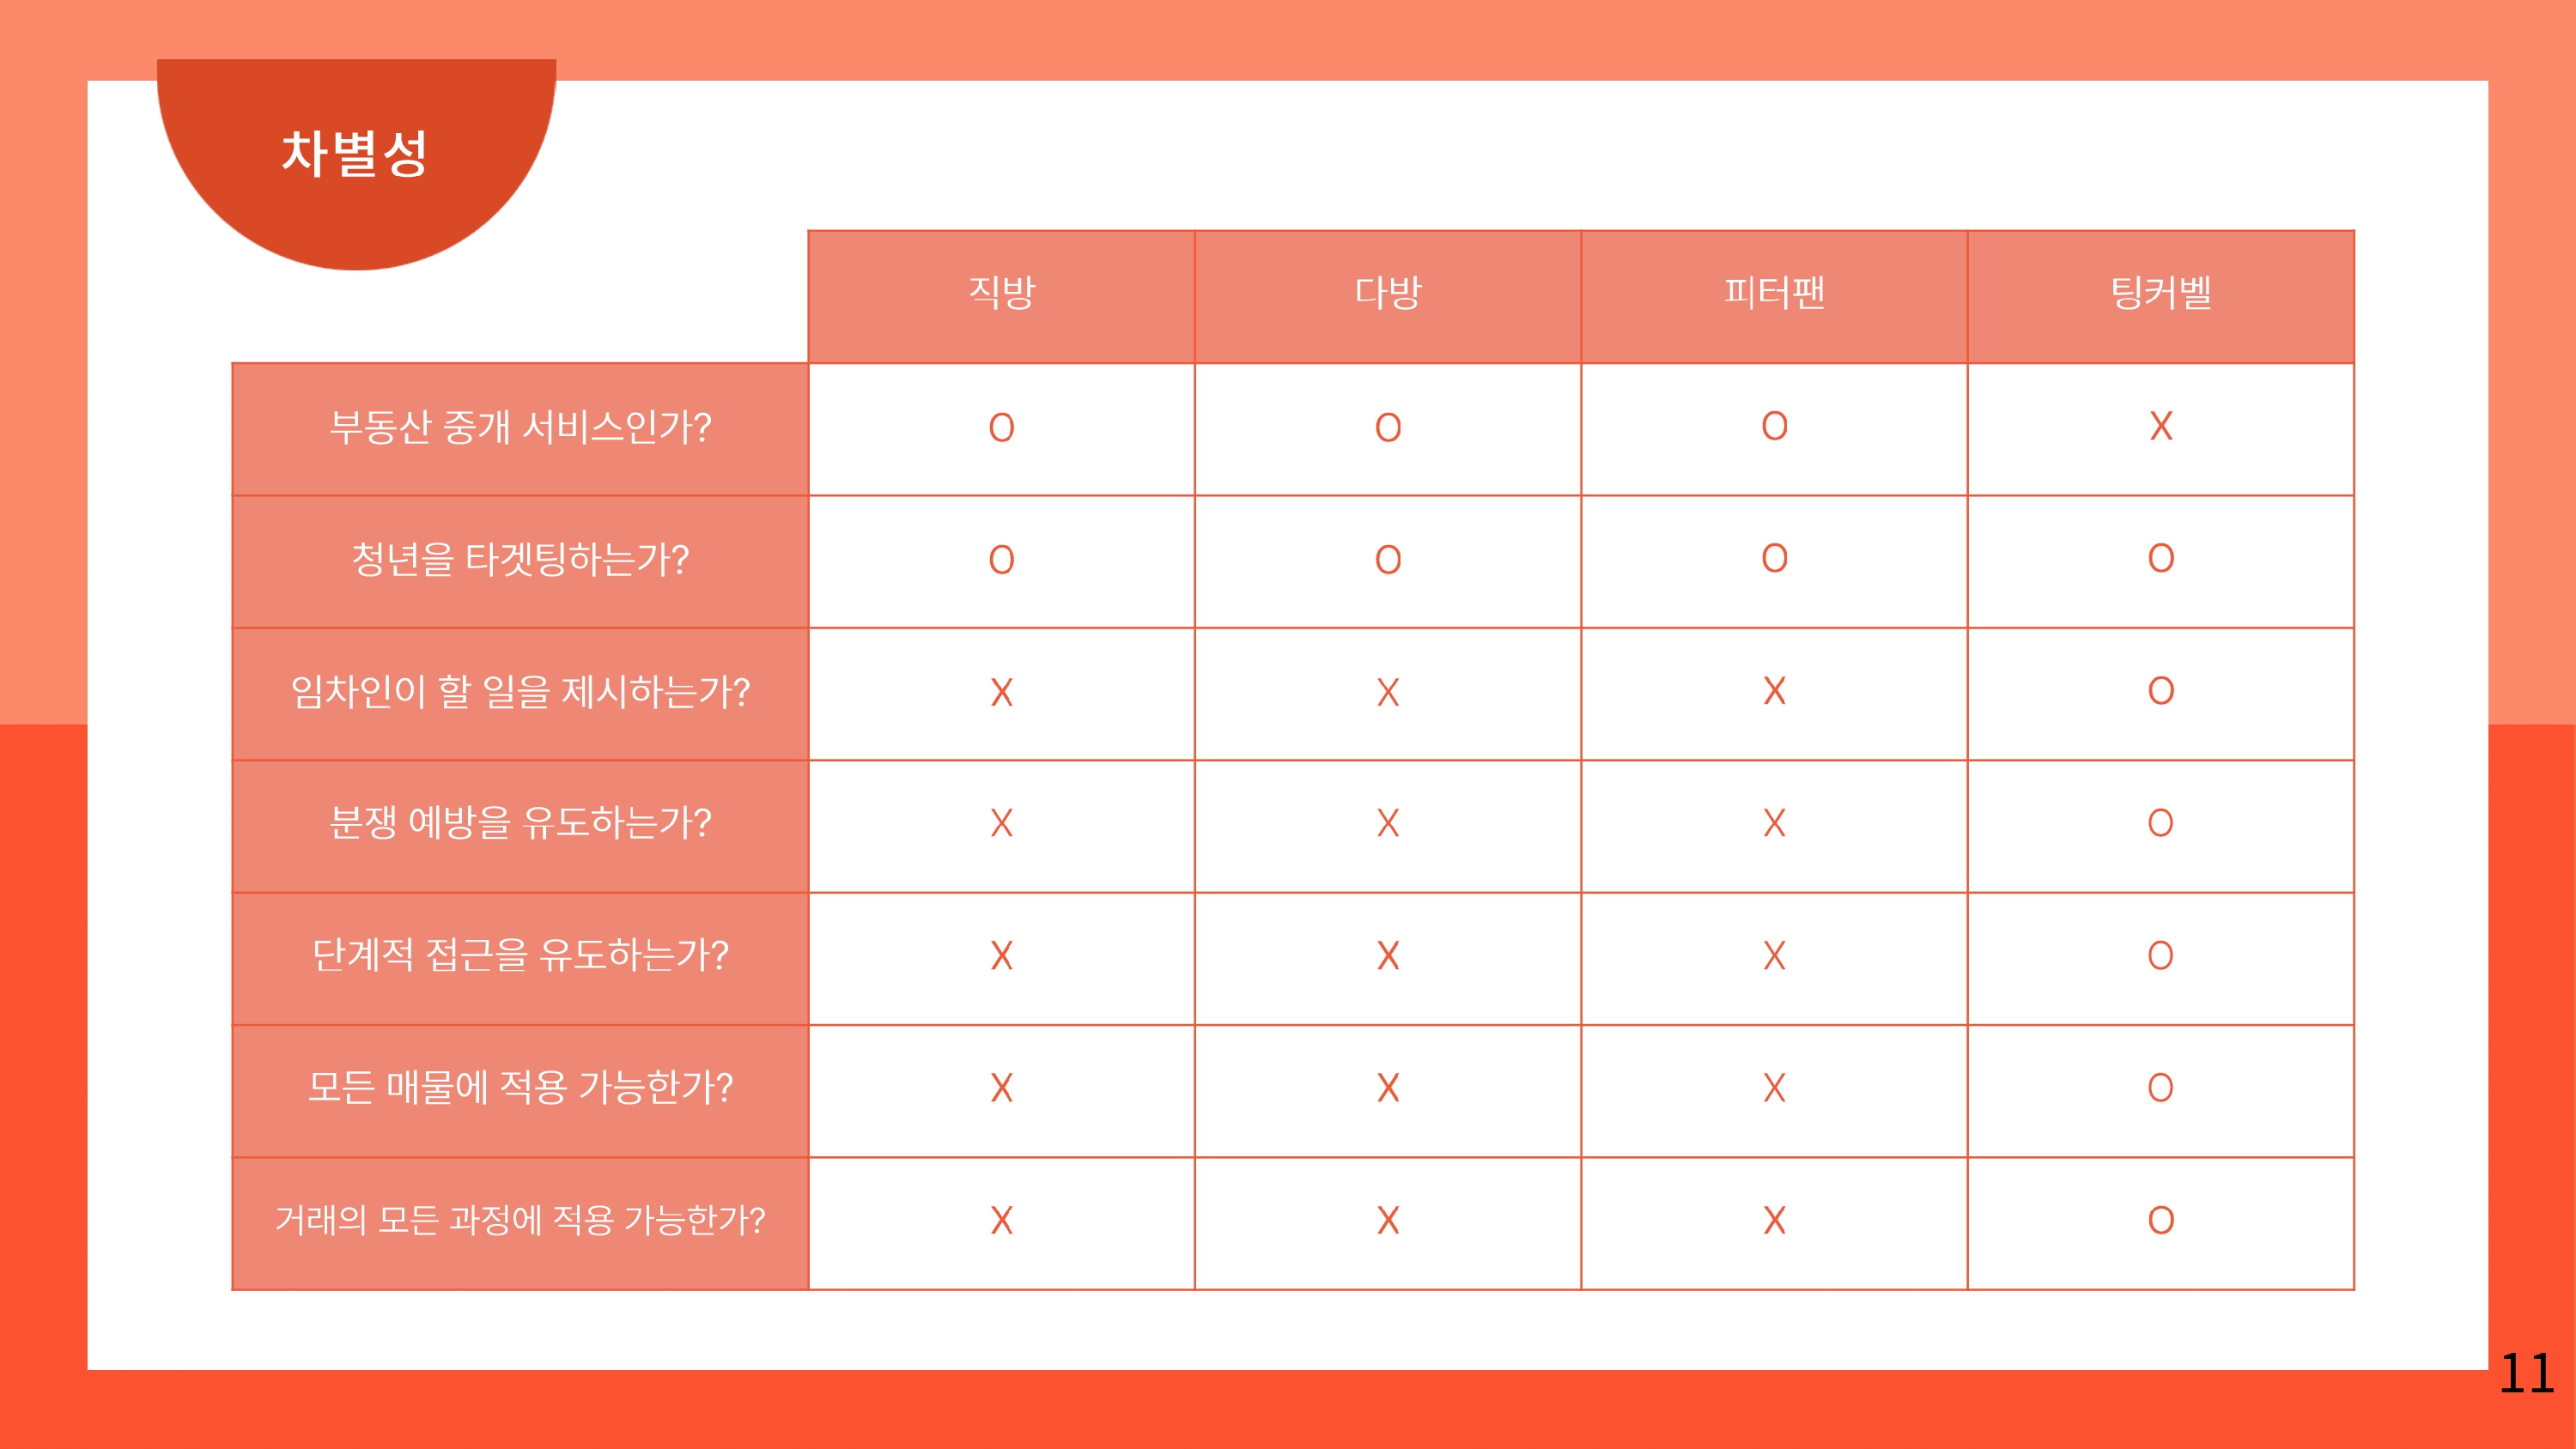 차별성
직방 다방 피터팬 팅커벨
부동산 중개 서비스인가? O O O X
청년을 타겟팅하는가? O O O O
임차인이 할 일을 제시하는가? X X X O
분쟁 예방을 유도하는가? X X X O
단계적 접근을 유도하는가? X X X O
모든 매물에 적용 가능한가? X X X O
거래의 모든 과정에 적용 가능한가? X X X O
11